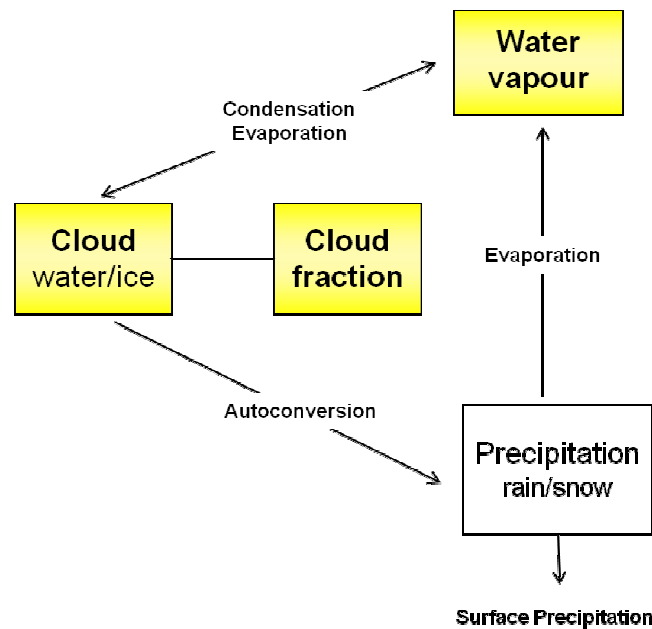 Water
vapour
Condensation
Evaporation
Cloud
water/ice
Cloud
fraction
Evaporation
Autoconversion
Precipitation
rain/snow
Surface Precipitation